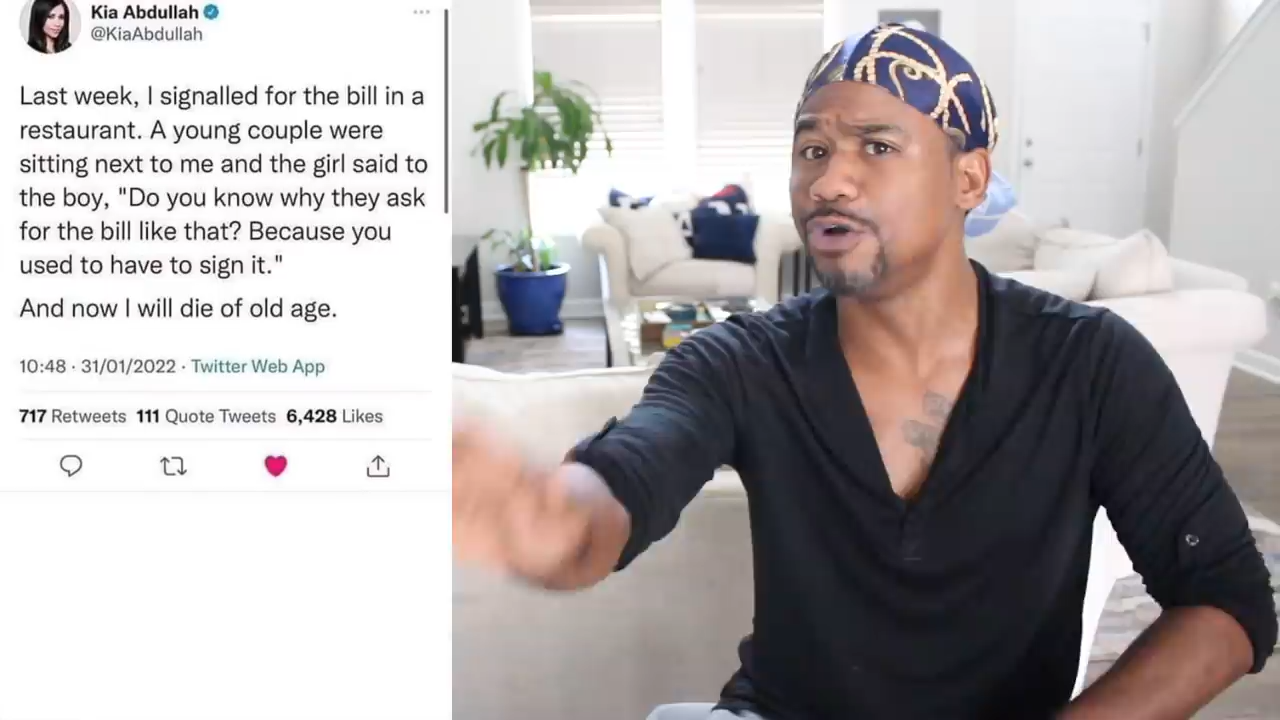 Kia Abdullah
@KiaAbdullah
Last week, I signalled for the bill in a
restaurant. A young couple were
sitting next to me and the girl said to
the boy, "Do you know why they ask
for the bill like that? Because you
used to have to sign it."
And now I will die of old age.
10:48 · 31/01/2022 · Twitter Web App
717 Retweets 111 Quote Tweets 6,428 Likes